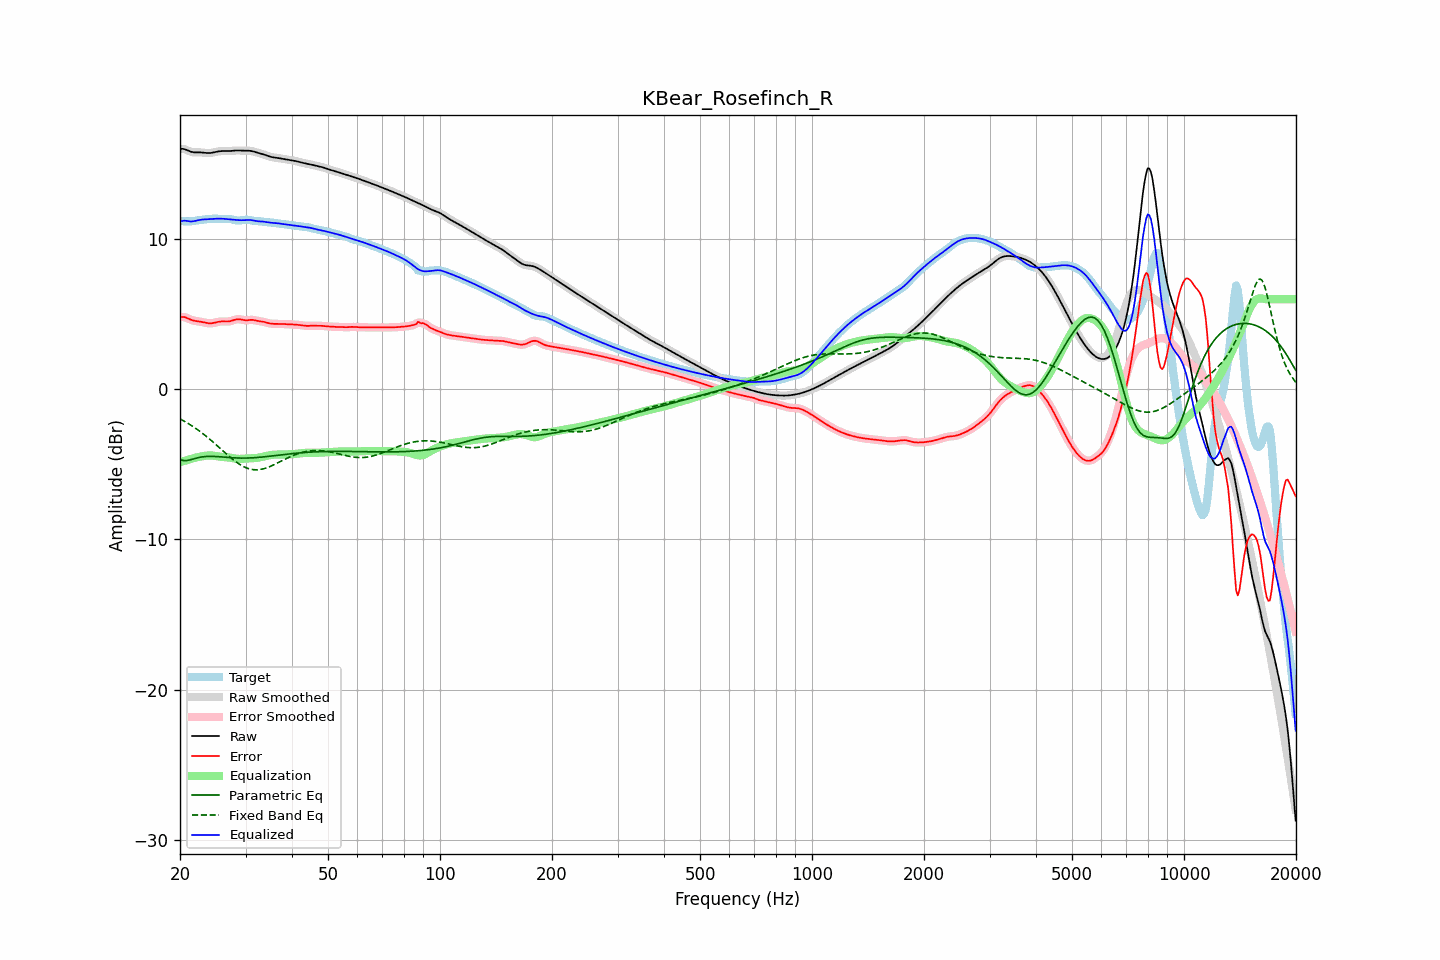 KBear_Rosefinch_R
Amplitude (dBr)
10
0
−10
−20
−30
Target
Raw Smoothed
Error Smoothed
Raw
Error
Equalization
Parametric Eq
Fixed Band Eq
Equalized
20 50 100 200 500 1000 2000 5000 10000 20000
Frequency (Hz)